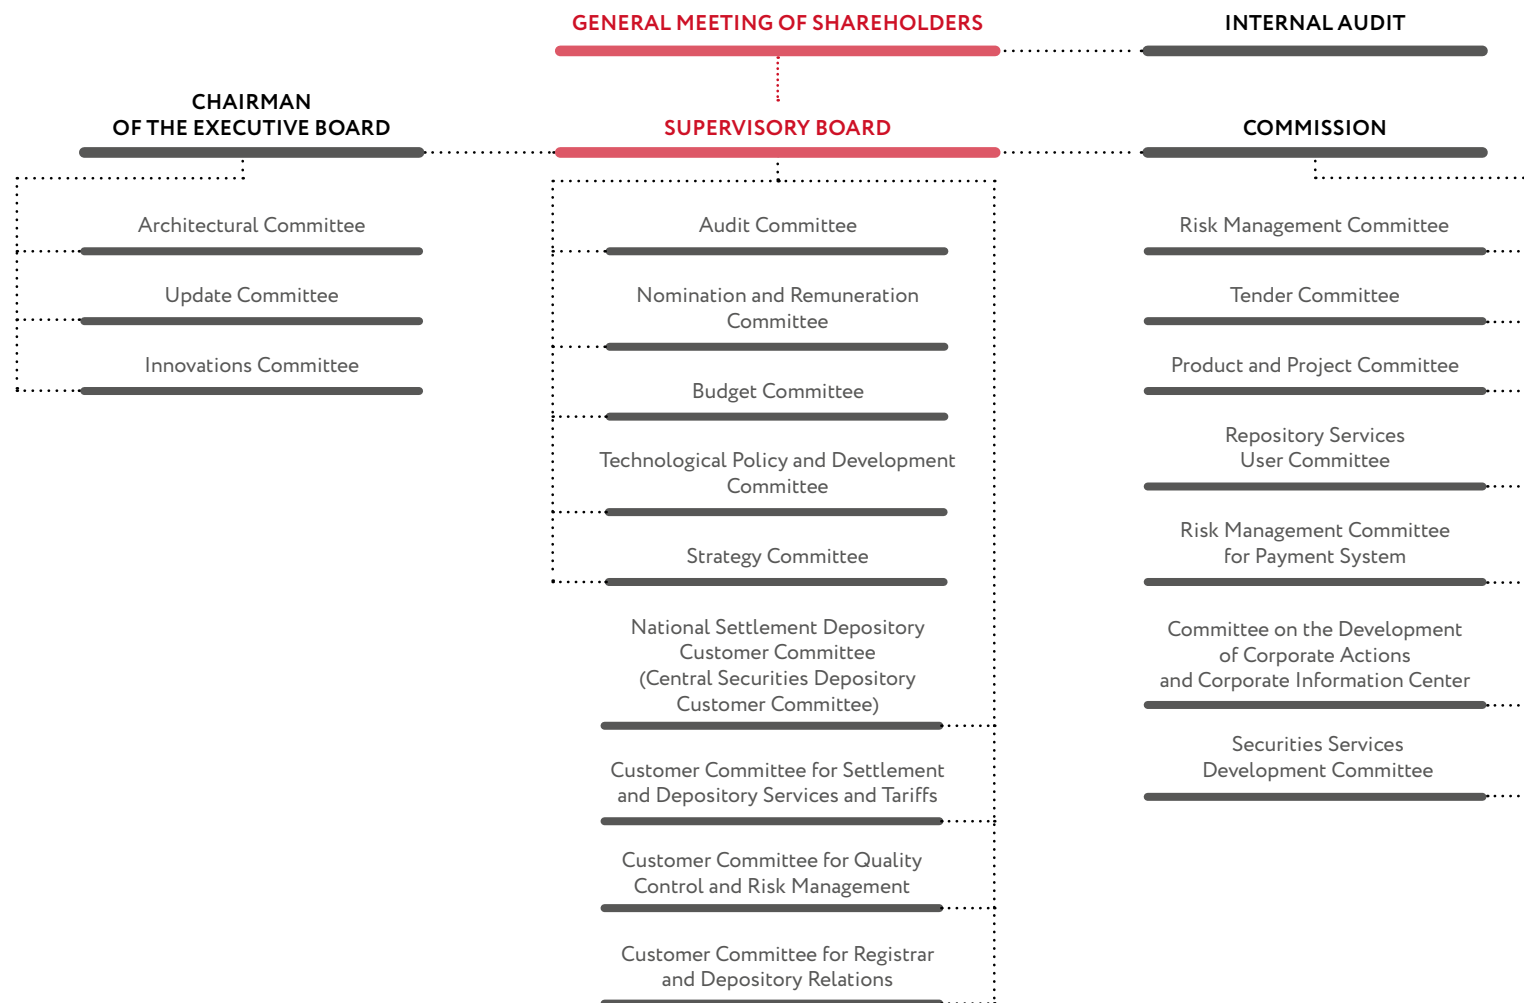 GENERAL MEETING OF SHAREHOLDERS
INTERNAL AUDIT
CHAIRMAN
OF THE EXECUTIVE BOARD
SUPERVISORY BOARD
COMMISSION
Architectural Committee
Update Committee
Innovations Committee
Audit Committee
Nomination and Remuneration
Committee
Budget Committee
Technological Policy and Development
Committee
Strategy Committee
National Settlement Depository
Customer Committee
(Central Securities Depository
Customer Committee)
Customer Committee for Settlement
and Depository Services and Tariffs
Customer Committee for Quality
Control and Risk Management
Customer Committee for Registrar
and Depository Relations
Risk Management Committee
Tender Committee
Product and Project Committee
Repository Services
User Committee
Risk Management Committee
for Payment System
Committee on the Development
of Corporate Actions
and Corporate Information Center
Securities Services
Development Committee